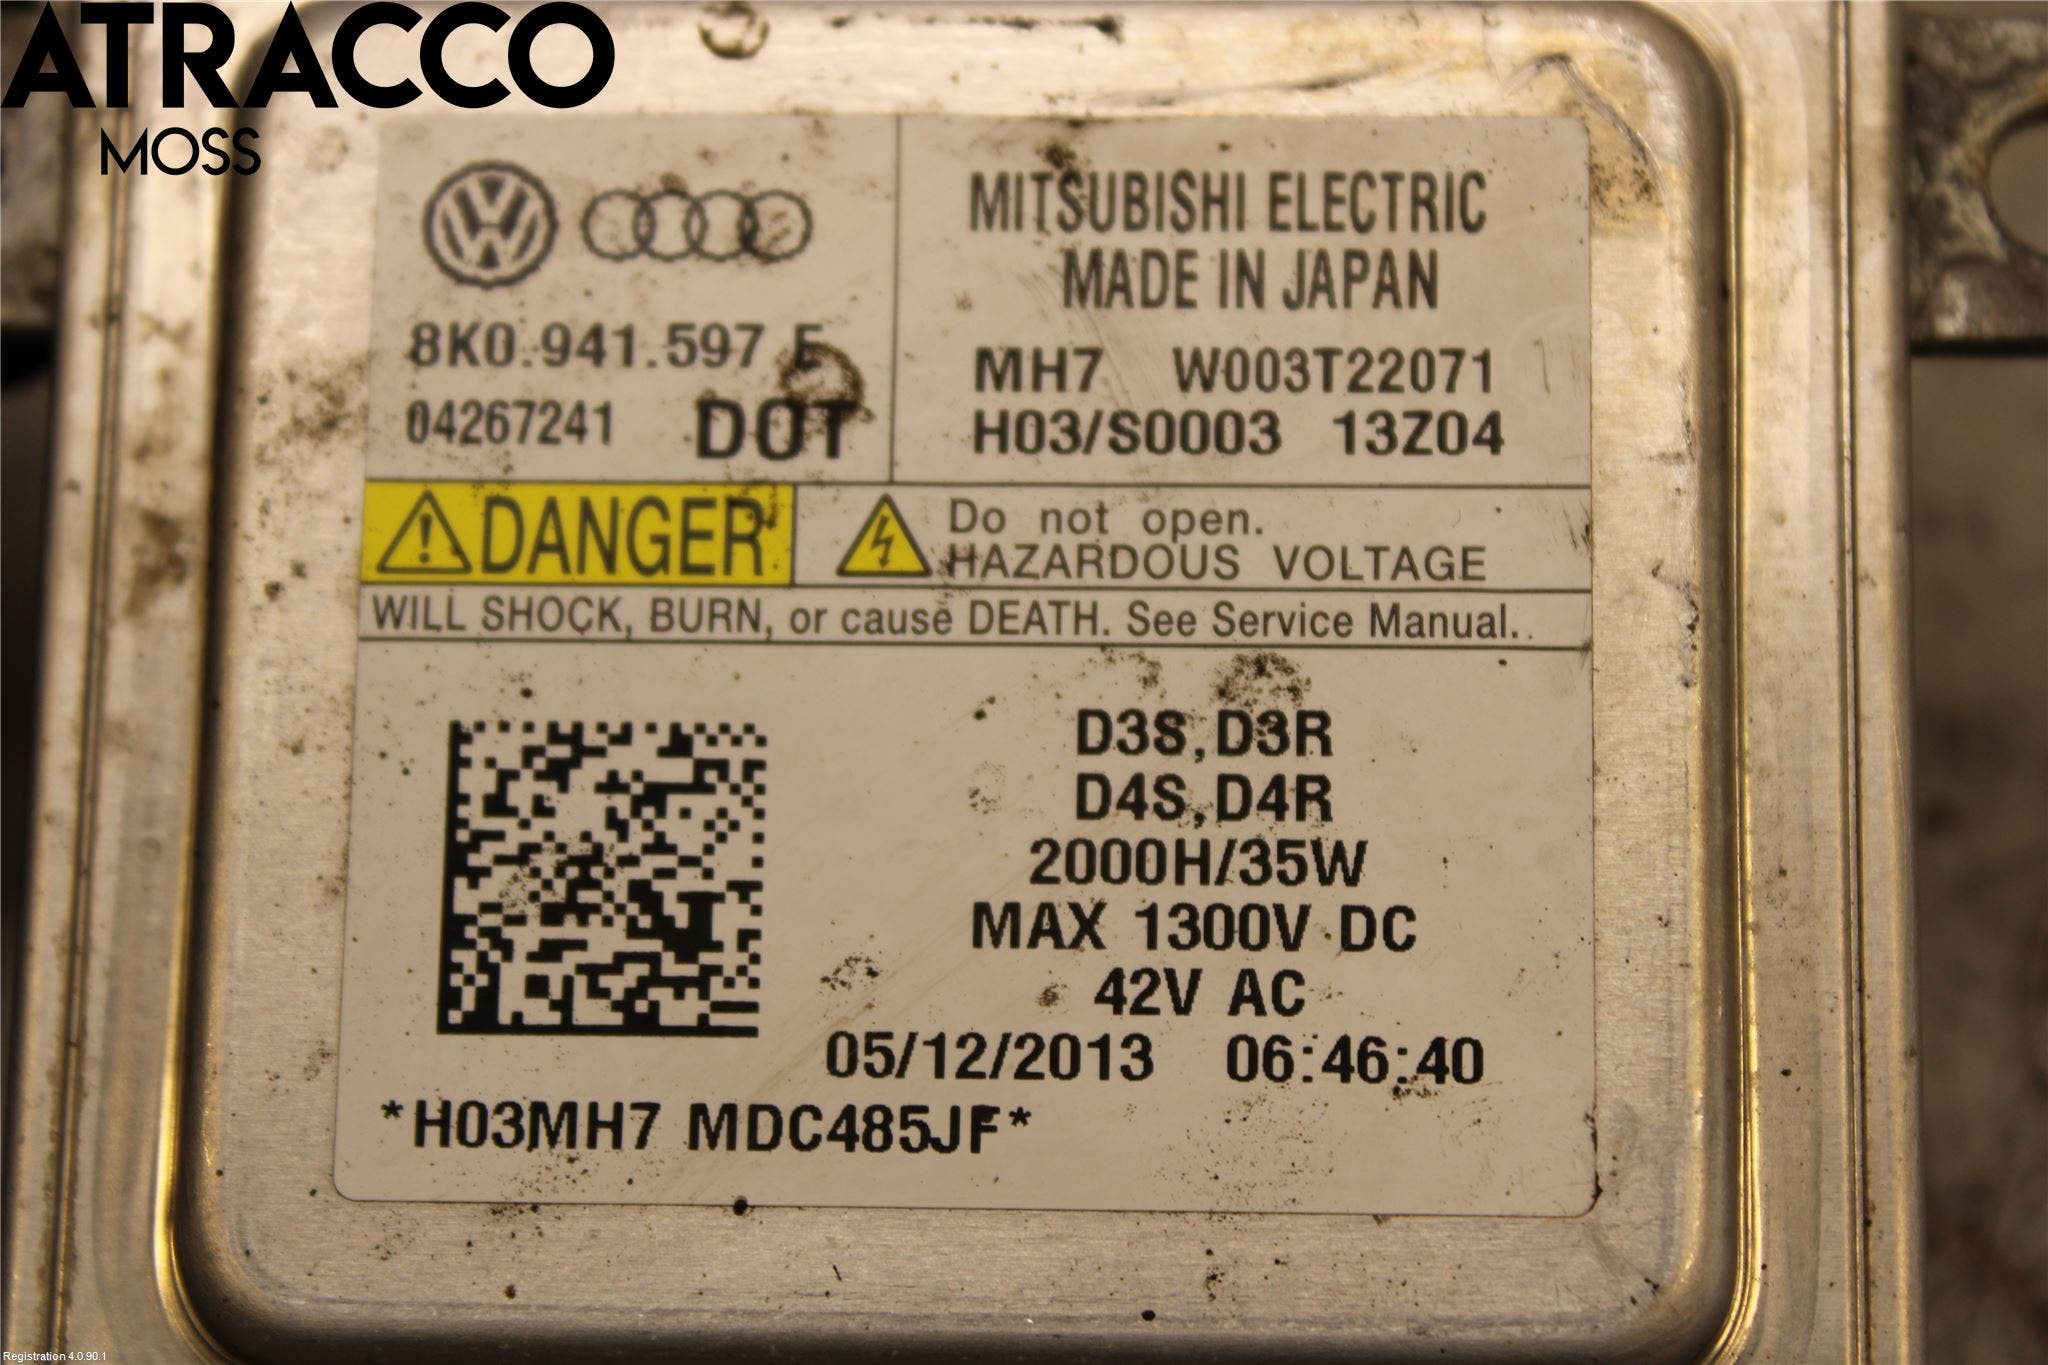 ATRACCO
MOSS
8K0.941.597 E
04267241 DOT
MITSUBISHI ELECTRIC
MADE IN JAPAN
MH7 W003T22071
H03/S0003 13Z04
DANGER
Do not open.
HAZARDOUS VOLTAGE
WILL SHOCK, BURN, or cause DEATH. See Service Manual.
D3S,D3R
D4S,D4R
2000H/35W
MAX 1300V DC
42V AC
05/12/2013 06:46:40
*H03MH7 MDC485JF*
Registration 4.0.90.1